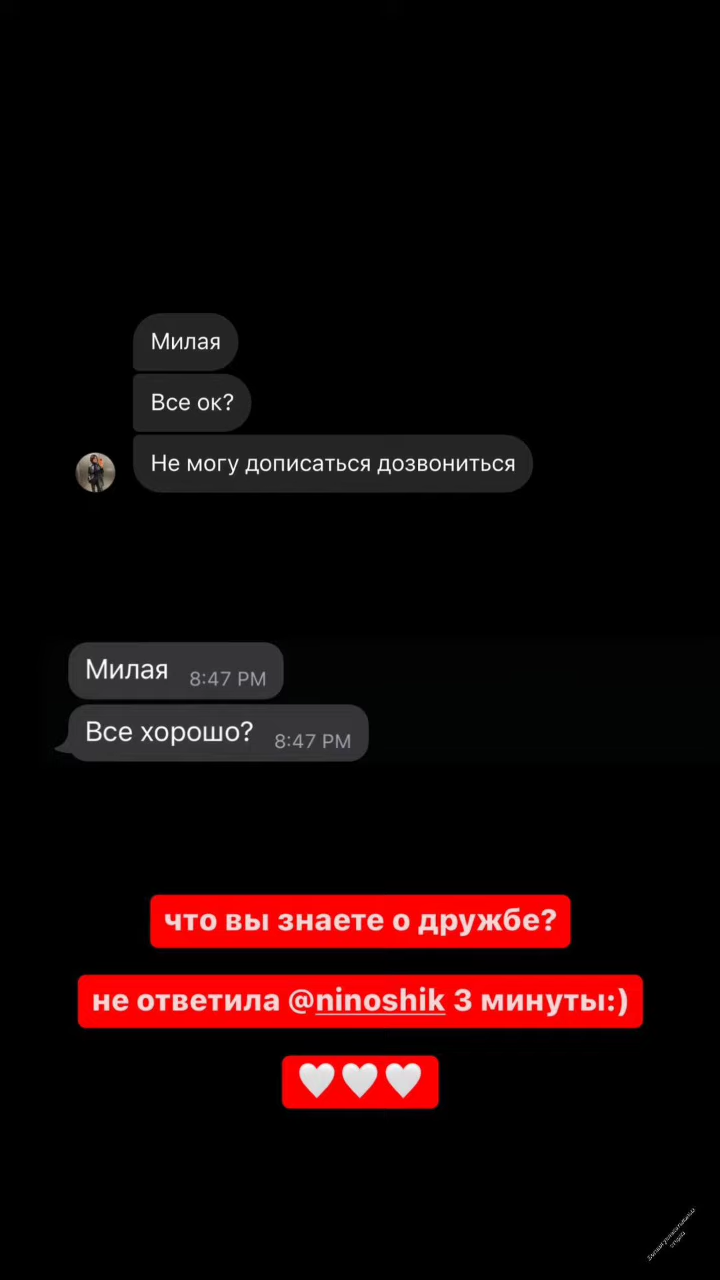 Милая
Все ок?
Не могу дописаться дозвониться
Милая 8:47 PM
Все хорошо? 8:47 PM
что вы знаете о дружбе?
не ответила @ninoshik 3 минуты:)
🤍🤍🤍